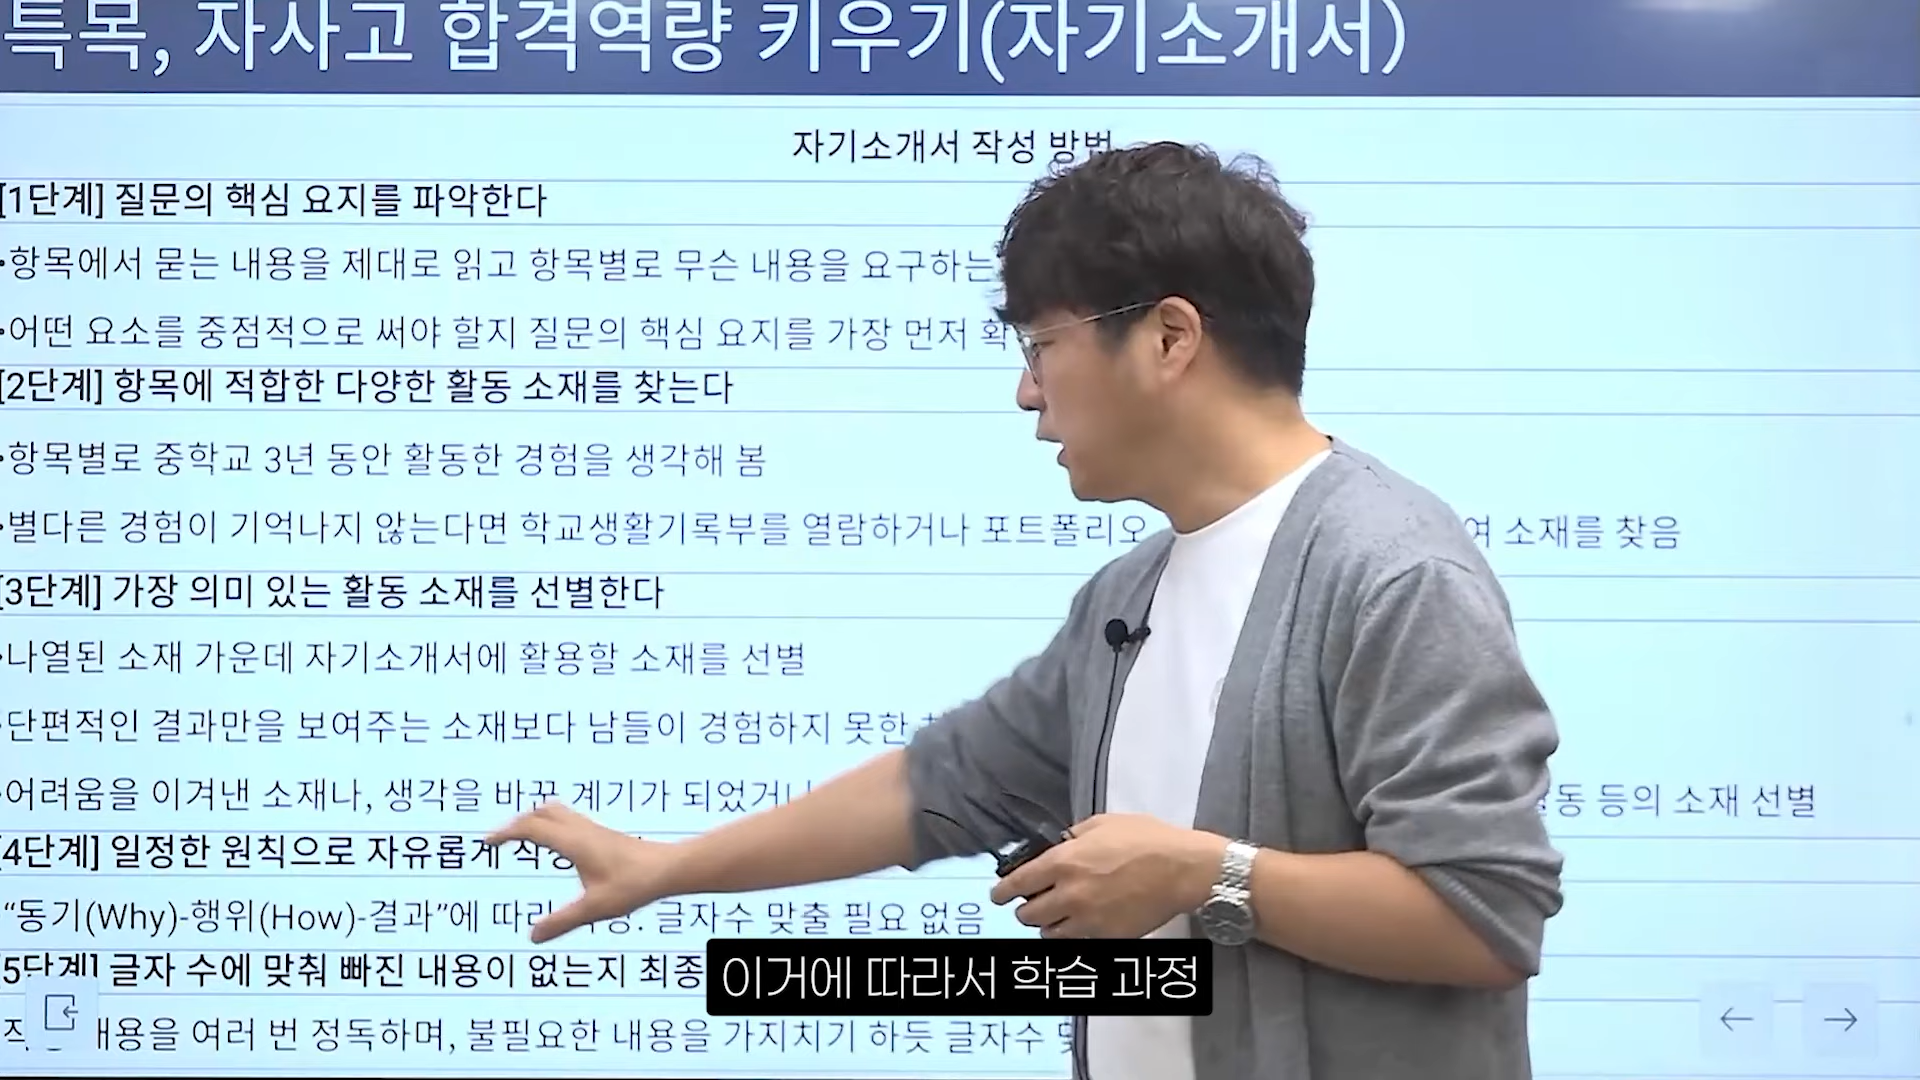 특목, 자사고 합격역량 키우기(자기소개서)
자기소개서 작성 방법
[1단계] 질문의 핵심 요지를 파악한다
·항목에서 묻는 내용을 제대로 읽고 항목별로 무슨 내용을 요구하는
·어떤 요소를 중점적으로 써야 할지 질문의 핵심 요지를 가장 먼저 확
[2단계] 항목에 적합한 다양한 활동 소재를 찾는다
·항목별로 중학교 3년 동안 활동한 경험을 생각해 봄
·별다른 경험이 기억나지 않는다면 학교생활기록부를 열람하거나 포트폴리오 여 소재를 찾음
[3단계] 가장 의미 있는 활동 소재를 선별한다
·나열된 소재 가운데 자기소개서에 활용할 소재를 선별
·단편적인 결과만을 보여주는 소재보다 남들이 경험하지 못한
·어려움을 이겨낸 소재나, 생각을 바꾼 계기가 되었거나 등의 소재 선별
[4단계] 일정한 원칙으로 자유롭게
“동기(Why)-행위(How)-결과”에 글자수 맞출 필요 없음
[5단계] 글자 수에 맞춰 빠진 내용이 없는지 최종
내용을 여러 번 정독하며, 불필요한 내용을 가지치기 하듯 글자수
이거에 따라서 학습 과정